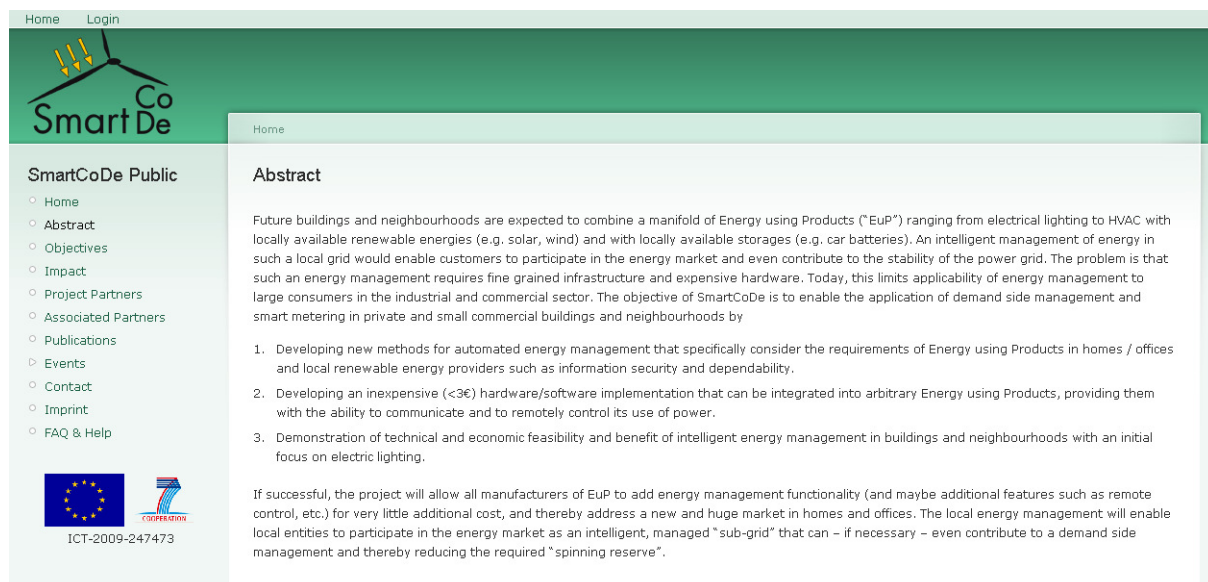 Home Login
Smart Co De
Home
SmartCoDe Public
Home
Abstract
Objectives
Impact
Project Partners
Associated Partners
Publications
Events
Contact
Imprint
FAQ & Help
7
COOPERATION
ICT-2009-247473
Abstract
Future buildings and neighbourhoods are expected to combine a manifold of Energy using Products (“EuP”) ranging from electrical lighting to HVAC with
locally available renewable energies (e.g. solar, wind) and with locally available storages (e.g. car batteries). An intelligent management of energy in
such a local grid would enable customers to participate in the energy market and even contribute to the stability of the power grid. The problem is that
such an energy management requires fine grained infrastructure and expensive hardware. Today, this limits applicability of energy management to
large consumers in the industrial and commercial sector. The objective of SmartCoDe is to enable the application of demand side management and
smart metering in private and small commercial buildings and neighbourhoods by
1. Developing new methods for automated energy management that specifically consider the requirements of Energy using Products in homes / offices
and local renewable energy providers such as information security and dependability.
2. Developing an inexpensive (<3€) hardware/software implementation that can be integrated into arbitrary Energy using Products, providing them
with the ability to communicate and to remotely control its use of power.
3. Demonstration of technical and economic feasibility and benefit of intelligent energy management in buildings and neighbourhoods with an initial
focus on electric lighting.
If successful, the project will allow all manufacturers of EuP to add energy management functionality (and maybe additional features such as remote
control, etc.) for very little additional cost, and thereby address a new and huge market in homes and offices. The local energy management will enable
local entities to participate in the energy market as an intelligent, managed “sub-grid” that can – if necessary – even contribute to a demand side
management and thereby reducing the required “spinning reserve”.